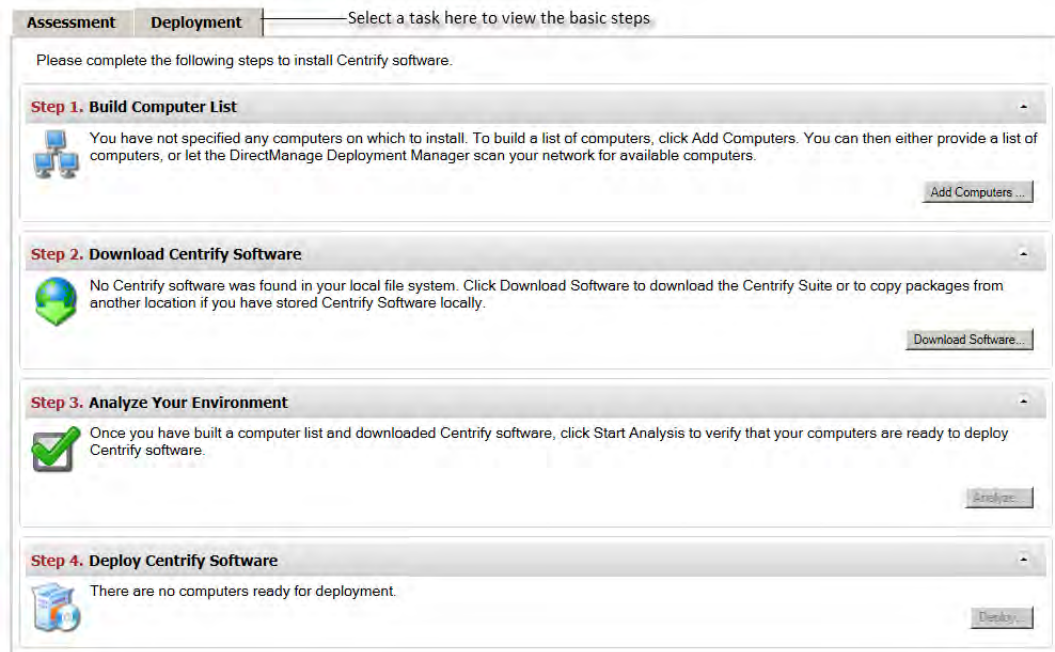 Assessment Deployment Select a task here to view the basic steps
Please complete the following steps to install Centrify software.
Step 1. Build Computer List
You have not specified any computers on which to install. To build a list of computers, click Add Computers. You can then either provide a list of
computers, or let the DirectManage Deployment Manager scan your network for available computers.
Add Computers ...
Step 2. Download Centrify Software
No Centrify software was found in your local file system. Click Download Software to download the Centrify Suite or to copy packages from
another location if you have stored Centrify Software locally.
Download Software...
Step 3. Analyze Your Environment
Once you have built a computer list and downloaded Centrify software, click Start Analysis to verify that your computers are ready to deploy
Centrify software.
Analyze...
Step 4. Deploy Centrify Software
There are no computers ready for deployment.
Deploy...